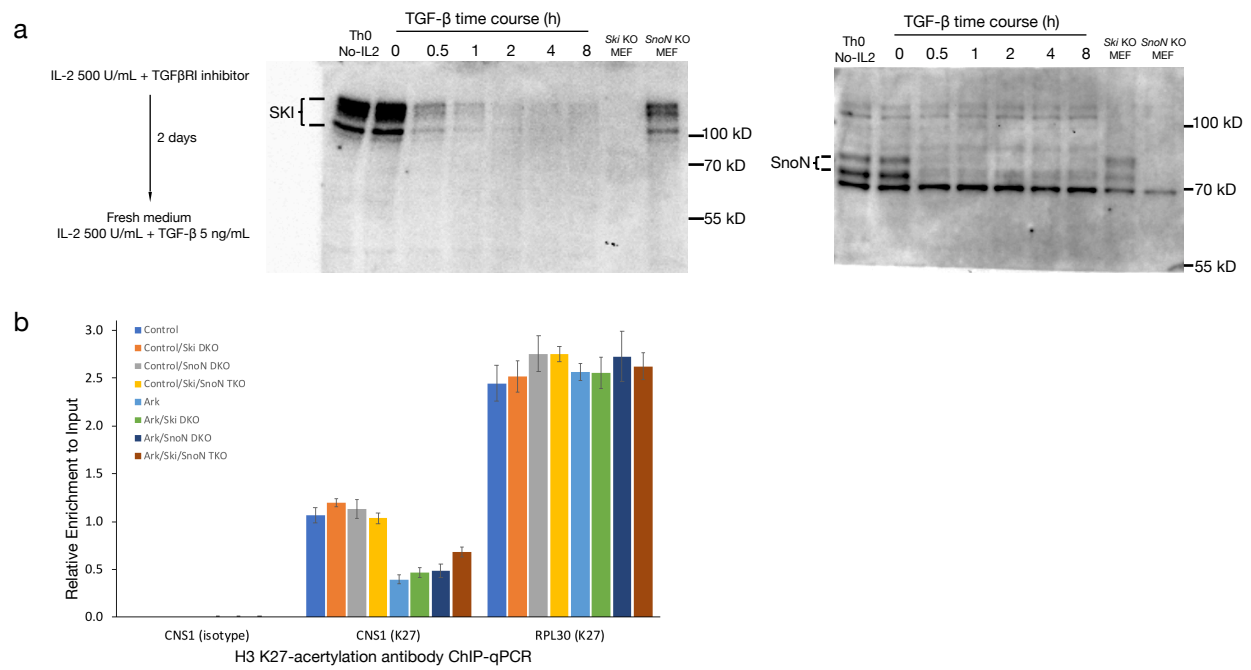 a
IL-2 500 U/mL + TGFβRI inhibitor
2 days
Fresh medium
IL-2 500 U/mL + TGF-β 5 ng/mL
TGF-β time course (h)
Th0
No-IL2
0
0.5
1
2
4
8
Ski KO
MEF
SnoN KO
MEF
SKI
100 kD
70 kD
55 kD
TGF-β time course (h)
Th0
No-IL2
0
0.5
1
2
4
8
Ski KO
MEF
SnoN KO
MEF
SnoN
100 kD
70 kD
55 kD
b
Relative Enrichment to Input
3.0
2.5
2.0
1.5
1.0
0.5
0.0
Control
Control/Ski DKO
Control/SnoN DKO
Control/Ski/SnoN TKO
Ark
Ark/Ski DKO
Ark/SnoN DKO
Ark/Ski/SnoN TKO
CNS1 (isotype)
CNS1 (K27)
RPL30 (K27)
H3 K27-acertylation antibody ChIP-qPCR